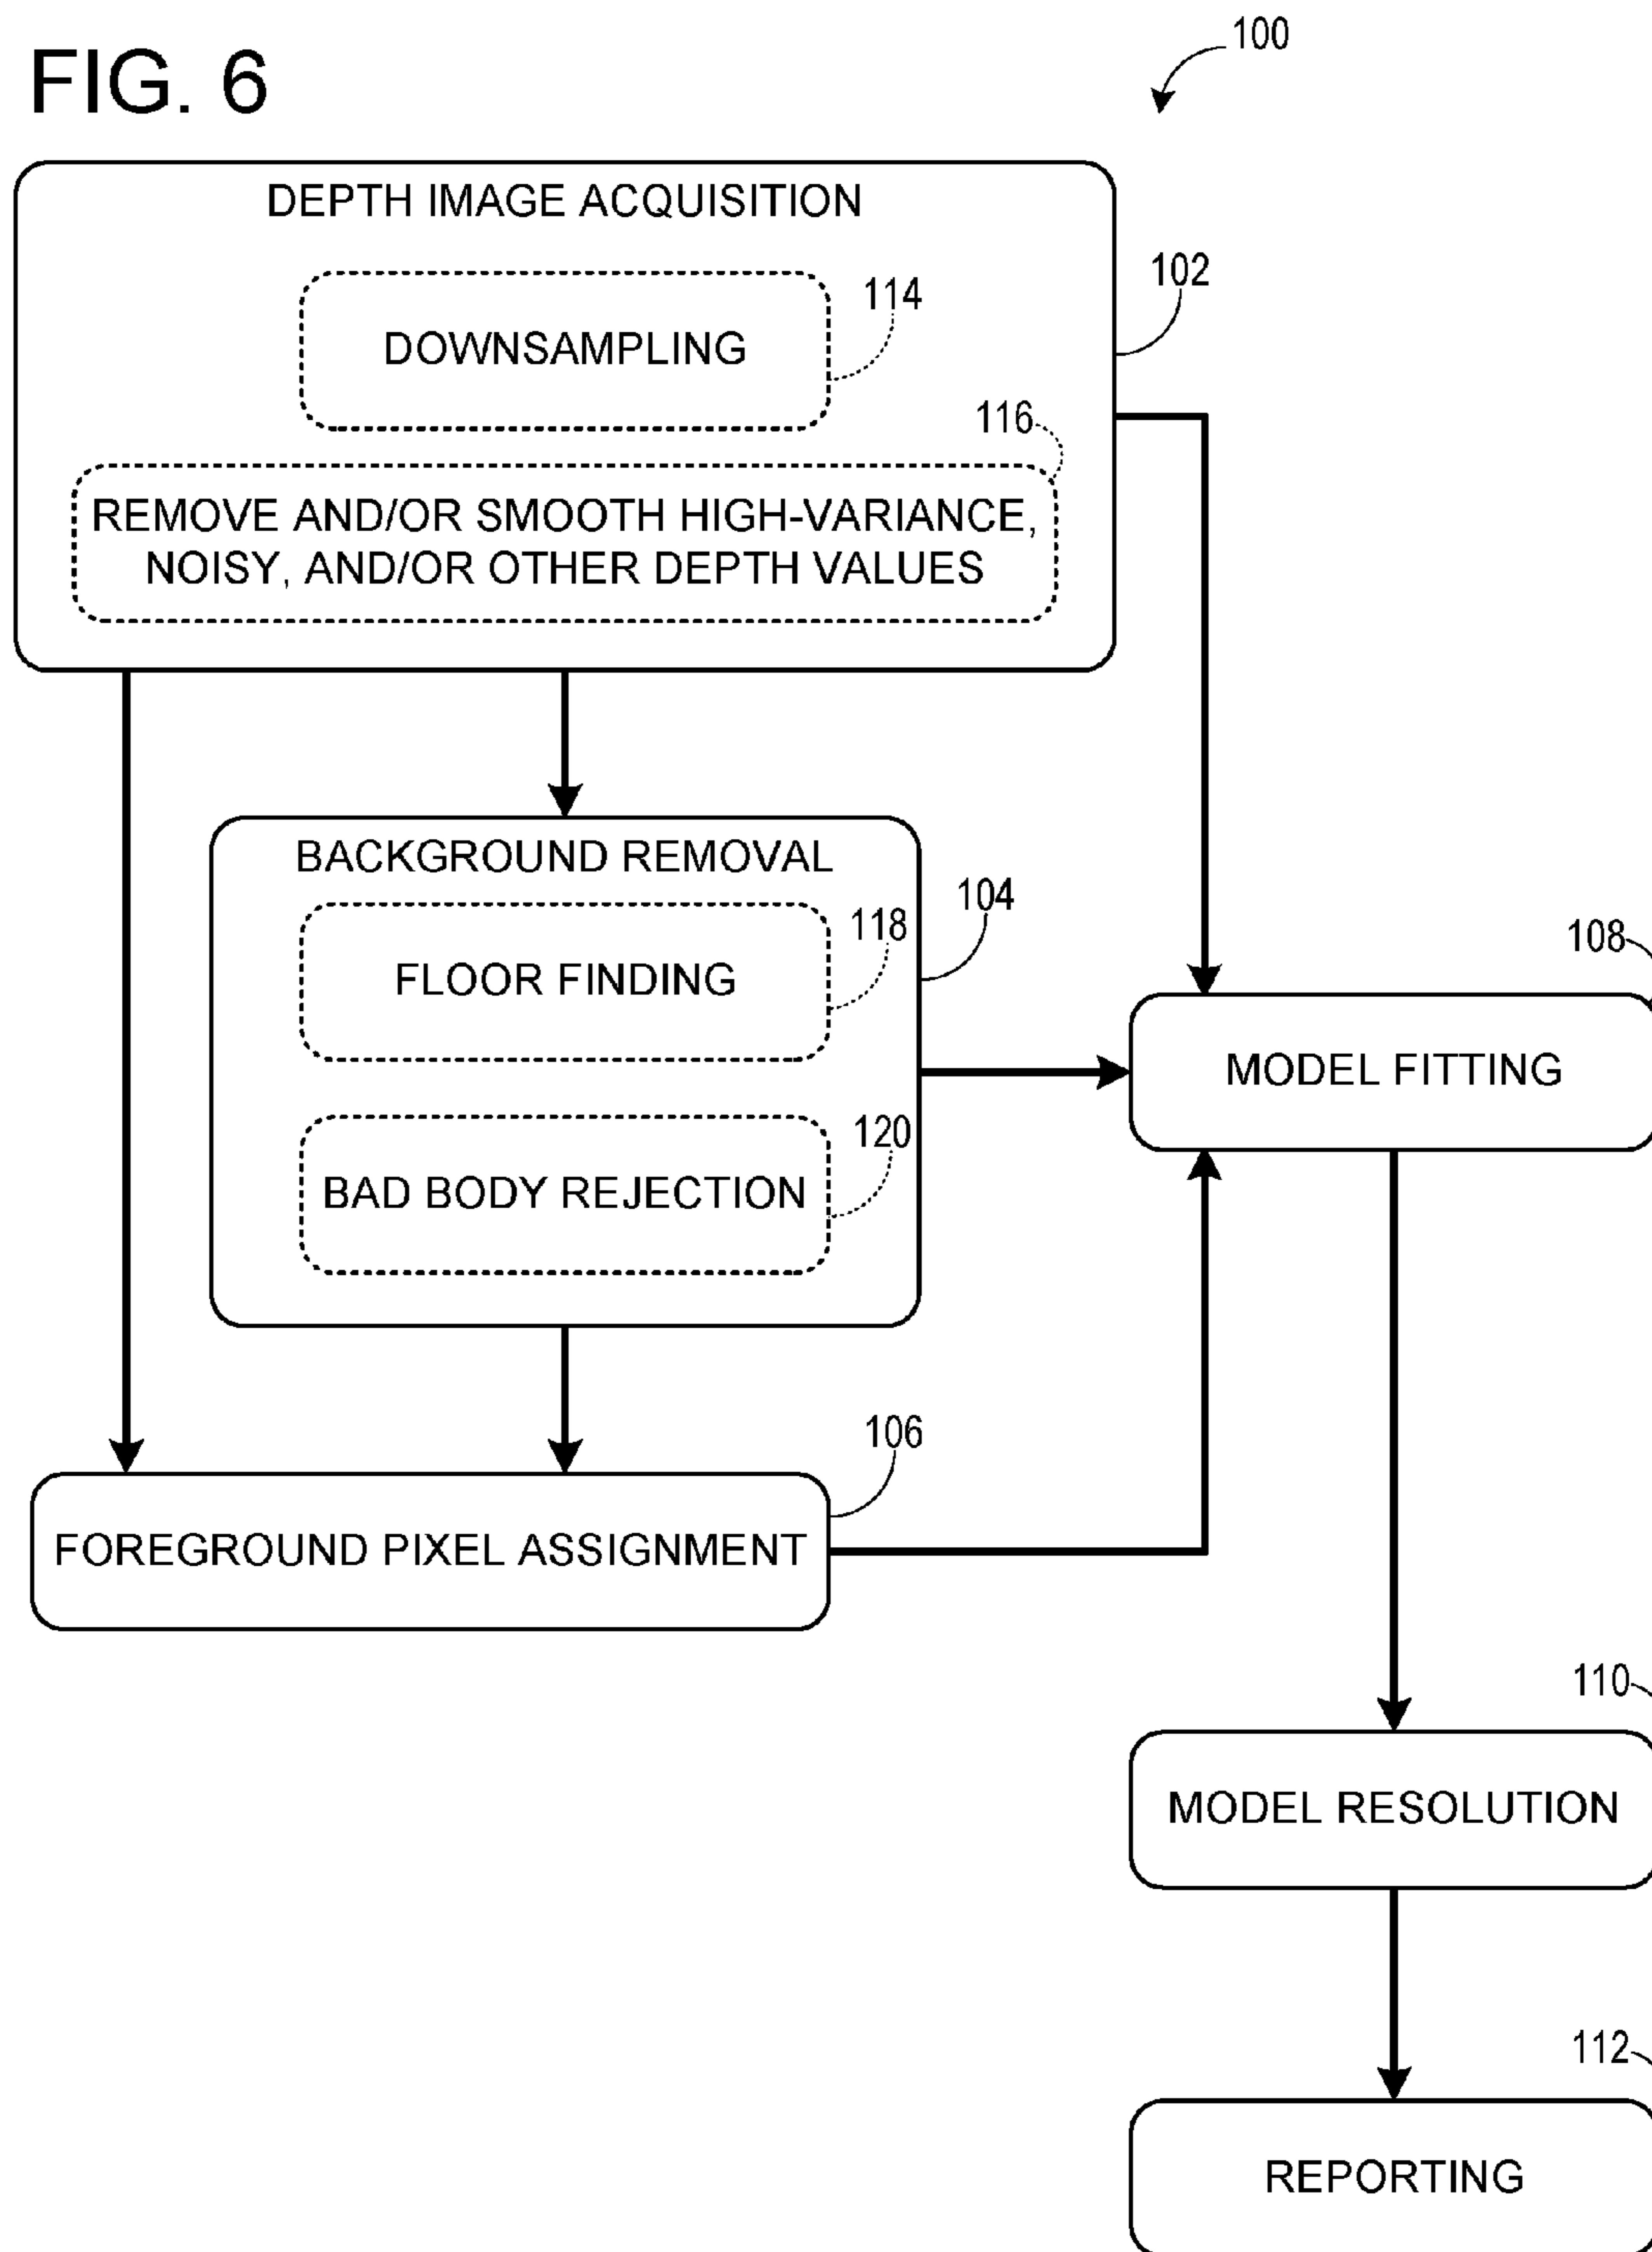 FIG. 6
100
DEPTH IMAGE ACQUISITION
102
DOWNSAMPLING
114
116
REMOVE AND/OR SMOOTH HIGH-VARIANCE,
NOISY, AND/OR OTHER DEPTH VALUES
BACKGROUND REMOVAL
104
FLOOR FINDING
118
BAD BODY REJECTION
120
108
MODEL FITTING
106
FOREGROUND PIXEL ASSIGNMENT
110
MODEL RESOLUTION
112
REPORTING